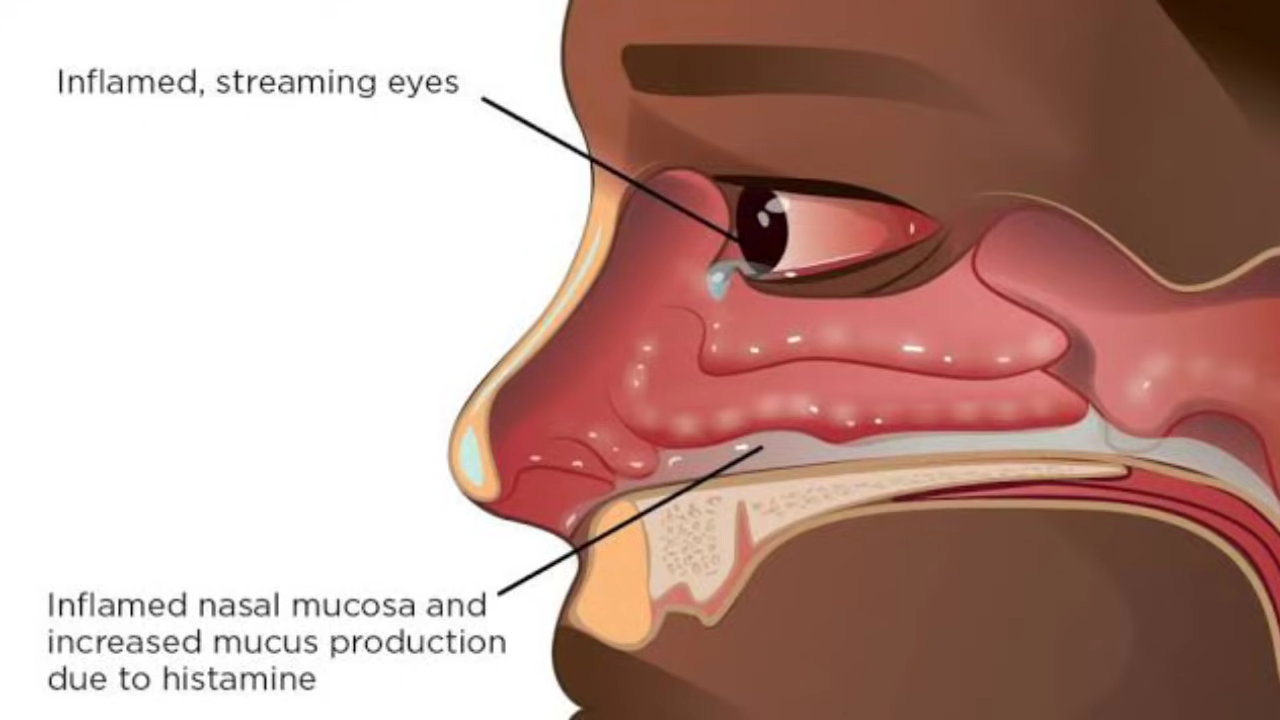 Inflamed, streaming eyes
Inflamed nasal mucosa and
increased mucus production
due to histamine